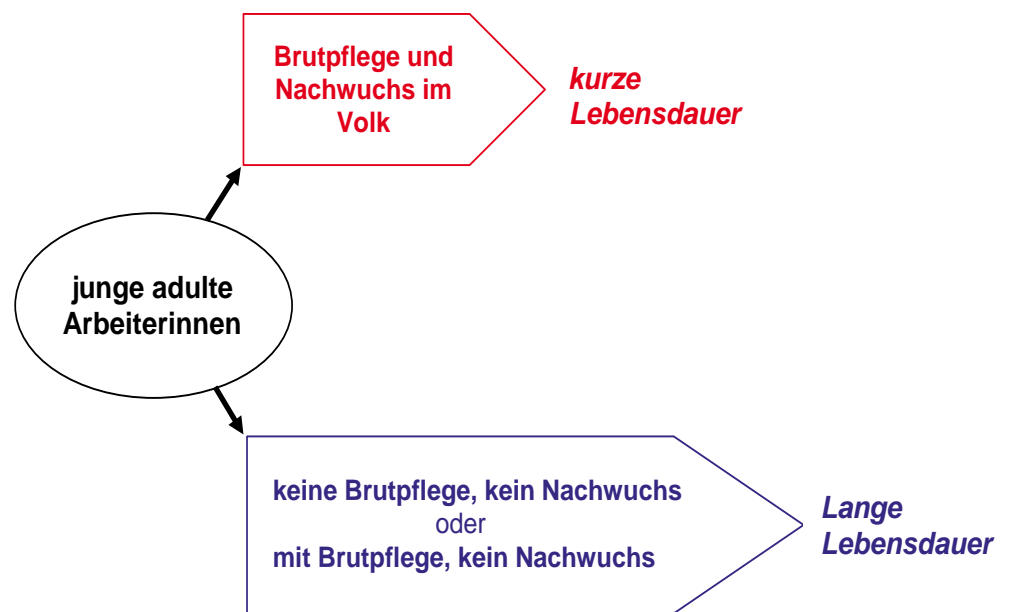 Brutpflege und
Nachwuchs im
Volk
kurze
Lebensdauer
junge adulte
Arbeiterinnen
keine Brutpflege, kein Nachwuchs
oder
mit Brutpflege, kein Nachwuchs
Lange
Lebensdauer